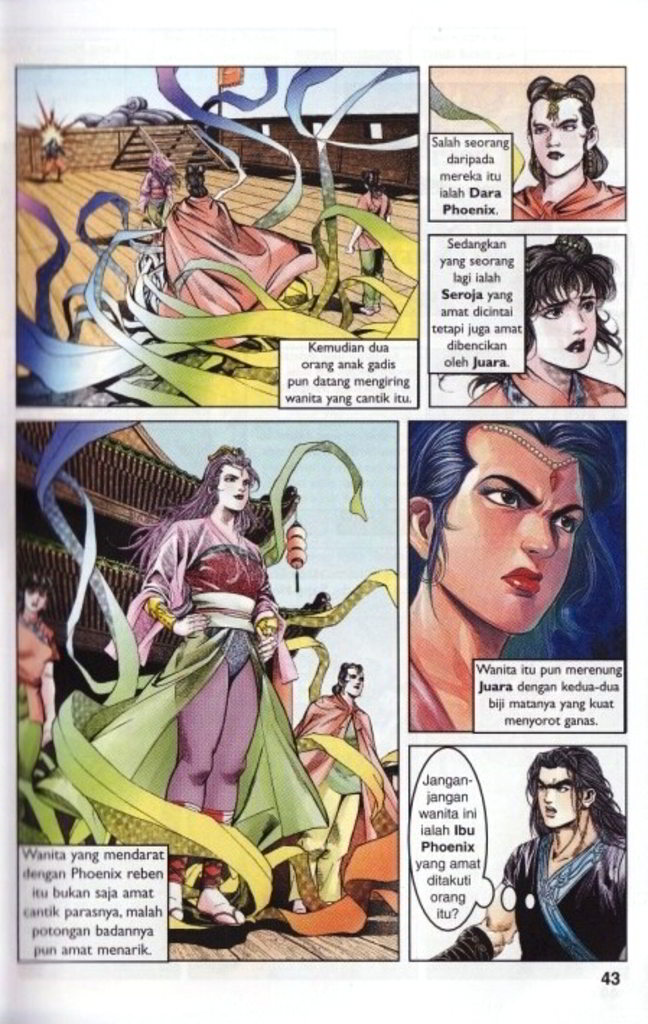 Kemudian dua
orang anak gadis
pun datang mengiring
wanita yang cantik itu.
Salah seorang
daripada
mereka itu
ialah Dara
Phoenix.
Sedangkan
yang seorang
lagi ialah
Seroja yang
amat dicintai
tetapi juga amat
dibencikan
oleh Juara.
Wanita yang mendarat
dengan Phoenix reben
itu bukan saja amat
cantik parasnya, malah
potongan badannya
pun amat menarik.
Wanita itu pun merenung
Juara dengan kedua-dua
biji matanya yang kuat
menyorot ganas.
Jangan-
jangan
wanita ini
ialah Ibu
Phoenix
yang amat
ditakuti
orang
itu?
43